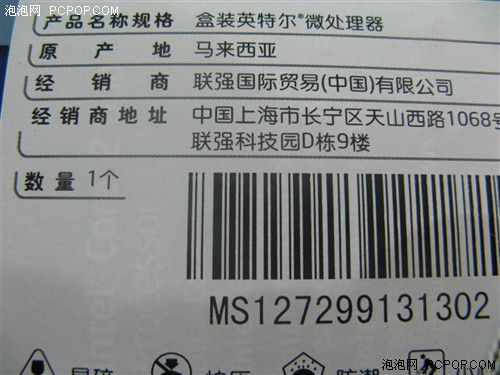 泡泡网 PCPOP.COM
产品名称规格 盒装英特尔®微处理器
原产地 马来西亚
经销商 联强国际贸易(中国)有限公司
经销商地址 中国上海市长宁区天山西路1068号
联强科技园D栋9楼
数量 1个
MS127299131302
防潮
泡泡网 PCPOP.COM